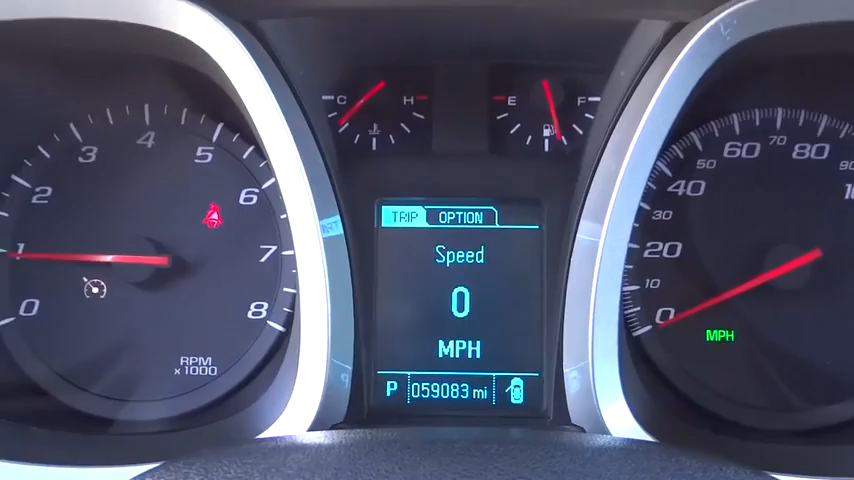 C H
E F
0 1 2 3 4 5 6 7 8
RPM
x1000
TRIP OPTION
Speed
0
MPH
P 059083 mi
0 10 20 30 40 50 60 70 80
MPH